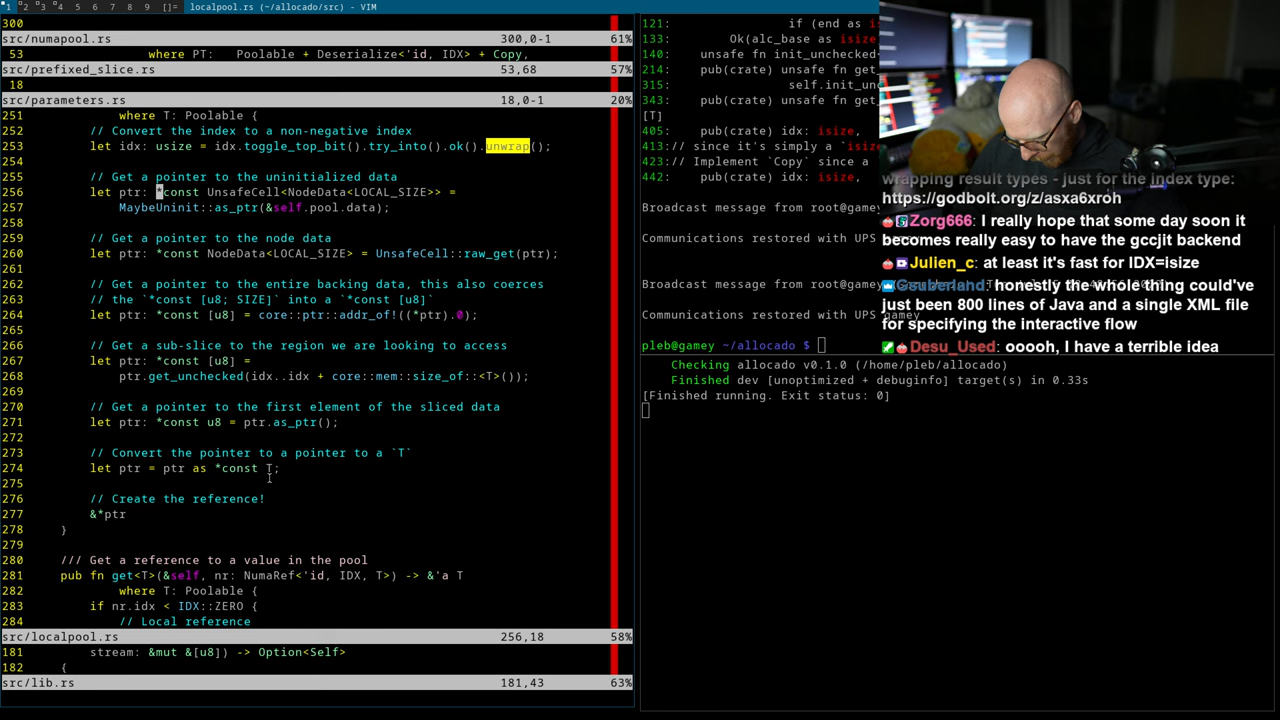 1 2 3 4 5 6 7 8 9 []= localpool.rs (~/allocado/src) - VIM
300
src/numapool.rs 300,0-1 61%
53 where PT: Poolable + Deserialize<'id, IDX> + Copy,
src/prefixed_slice.rs 53,68 57%
18
src/parameters.rs 18,0-1 20%
251 where T: Poolable {
252 // Convert the index to a non-negative index
253 let idx: usize = idx.toggle_top_bit().try_into().ok().unwrap();
254
255 // Get a pointer to the uninitialized data
256 let ptr: *const UnsafeCell<NodeData<LOCAL_SIZE>> =
257 MaybeUninit::as_ptr(&self.pool.data);
258
259 // Get a pointer to the node data
260 let ptr: *const NodeData<LOCAL_SIZE> = UnsafeCell::raw_get(ptr);
261
262 // Get a pointer to the entire backing data, this also coerces
263 // the `*const [u8; SIZE]` into a `*const [u8]`
264 let ptr: *const [u8] = core::ptr::addr_of!((*ptr).0);
265
266 // Get a sub-slice to the region we are looking to access
267 let ptr: *const [u8] =
268 ptr.get_unchecked(idx..idx + core::mem::size_of::<T>());
269
270 // Get a pointer to the first element of the sliced data
271 let ptr: *const u8 = ptr.as_ptr();
272
273 // Convert the pointer to a pointer to a `T`
274 let ptr = ptr as *const T;
275
276 // Create the reference!
277 &*ptr
278 }
279
280 /// Get a reference to a value in the pool
281 pub fn get<T>(&self, nr: NumaRef<'id, IDX, T>) -> &'a T
282 where T: Poolable {
283 if nr.idx < IDX::ZERO {
284 // Local reference
src/localpool.rs 256,18 58%
181 stream: &mut &[u8]) -> Option<Self>
182 {
src/lib.rs 181,43 63%
121: if (end as is
133: Ok(alc_base as isize
140: unsafe fn init_unchecked
214: pub(crate) unsafe fn get_
315: self.init_unc
343: pub(crate) unsafe fn get_
[T]
405: pub(crate) idx: isize,
413:// since it's simply a `isize
423:// Implement `Copy` since a
442: pub(crate) idx: isize,
Broadcast message from root@gamey
Communications restored with UPS
Broadcast message from root@gamey
Communications restored with UPS gamey
pleb@gamey ~/allocado $
Checking allocado v0.1.0 (/home/pleb/allocado)
Finished dev [unoptimized + debuginfo] target(s) in 0.33s
[Finished running. Exit status: 0]
wrapping result types - just for the index type:
https://godbolt.org/z/asxa6xroh
Zorg666: I really hope that some day soon it
becomes really easy to have the gccjit backend
Julien_c: at least it's fast for IDX=isize
Gsuberland: honestly this whole thing could've
just been 800 lines of Java and a single XML file
for specifying the interactive flow
Desu_Used: ooooh, I have a terrible idea